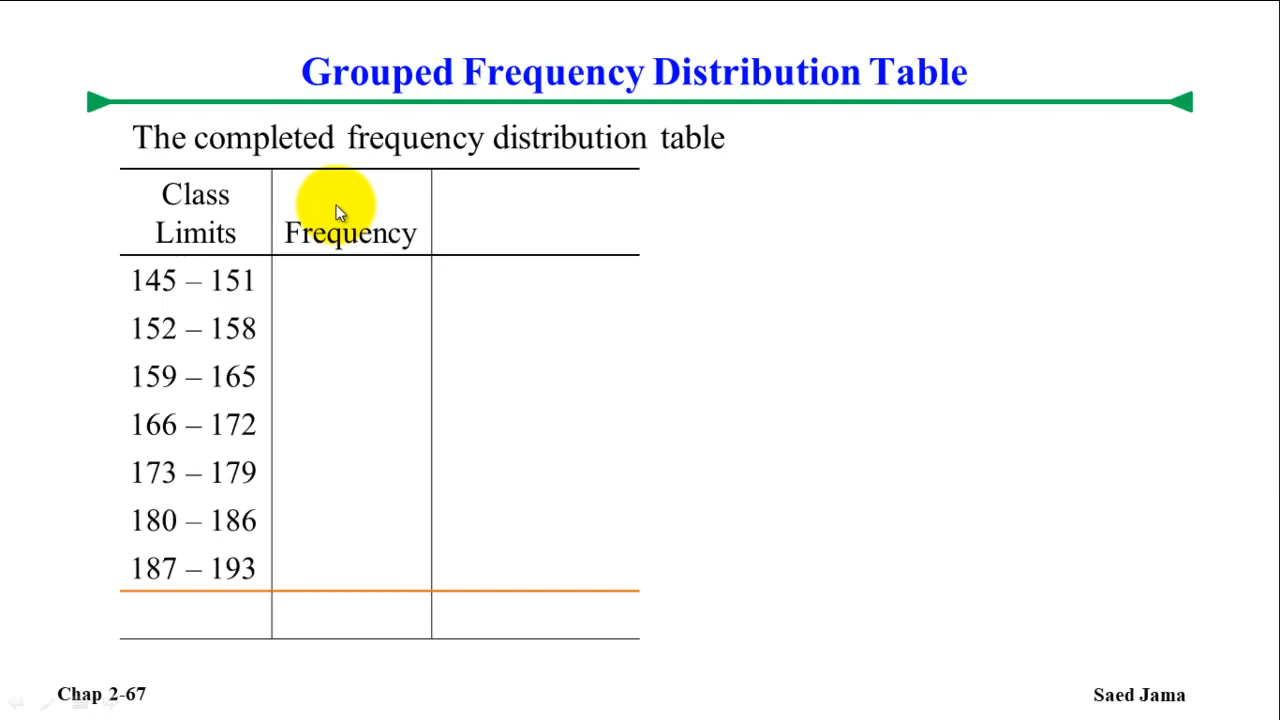 Grouped Frequency Distribution Table
The completed frequency distribution table
Class
Limits
Frequency
145 – 151
152 – 158
159 – 165
166 – 172
173 – 179
180 – 186
187 – 193
Chap 2-67
Saed Jama